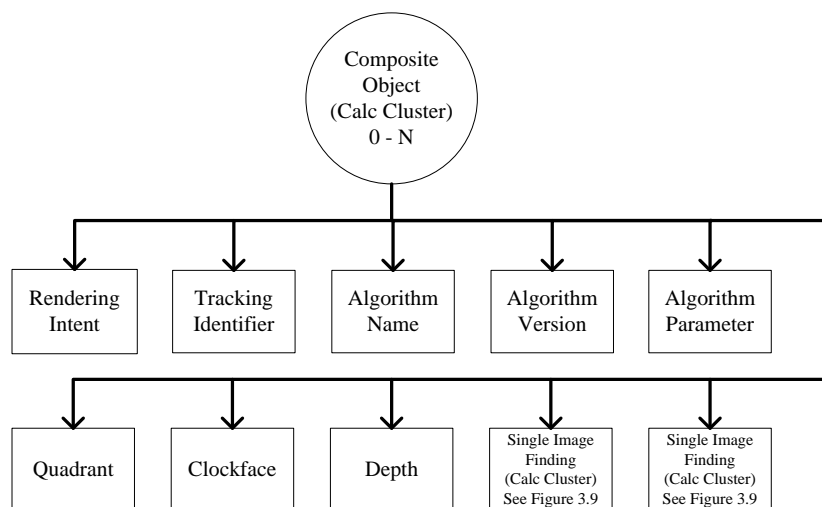 Composite
Object
(Calc Cluster)
0 - N
Rendering
Intent
Tracking
Identifier
Algorithm
Name
Algorithm
Version
Algorithm
Parameter
Quadrant
Clockface
Depth
Single Image
Finding
(Calc Cluster)
See Figure 3.9
Single Image
Finding
(Calc Cluster)
See Figure 3.9